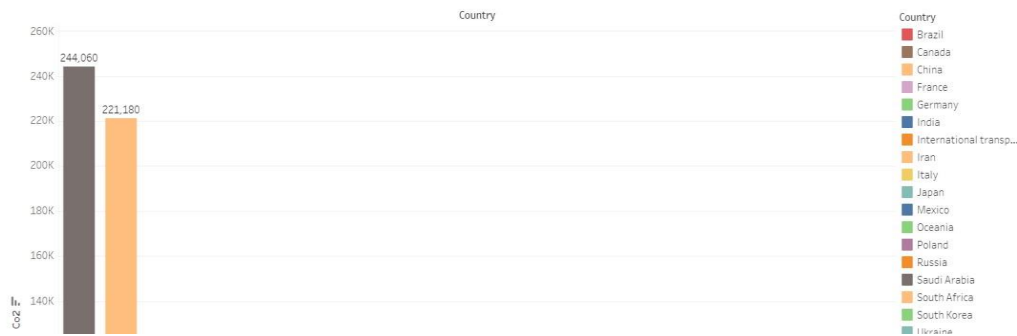 Country
260K
240K
220K
200K
180K
160K
140K
Co2
244,060
221,180
Country
Brazil
Canada
China
France
Germany
India
International transp...
Iran
Italy
Japan
Mexico
Oceania
Poland
Russia
Saudi Arabia
South Africa
South Korea
Ukraine